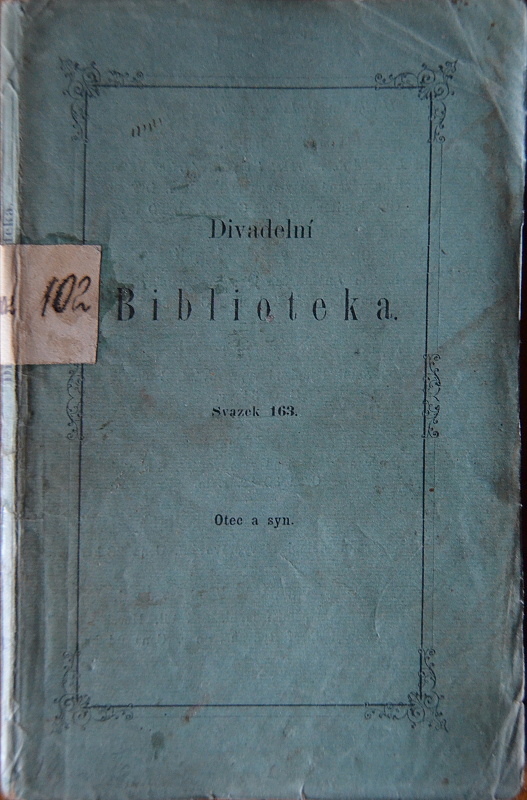 Divadelní
102
Biblioteka.
Svazek 163.
Otec a syn.